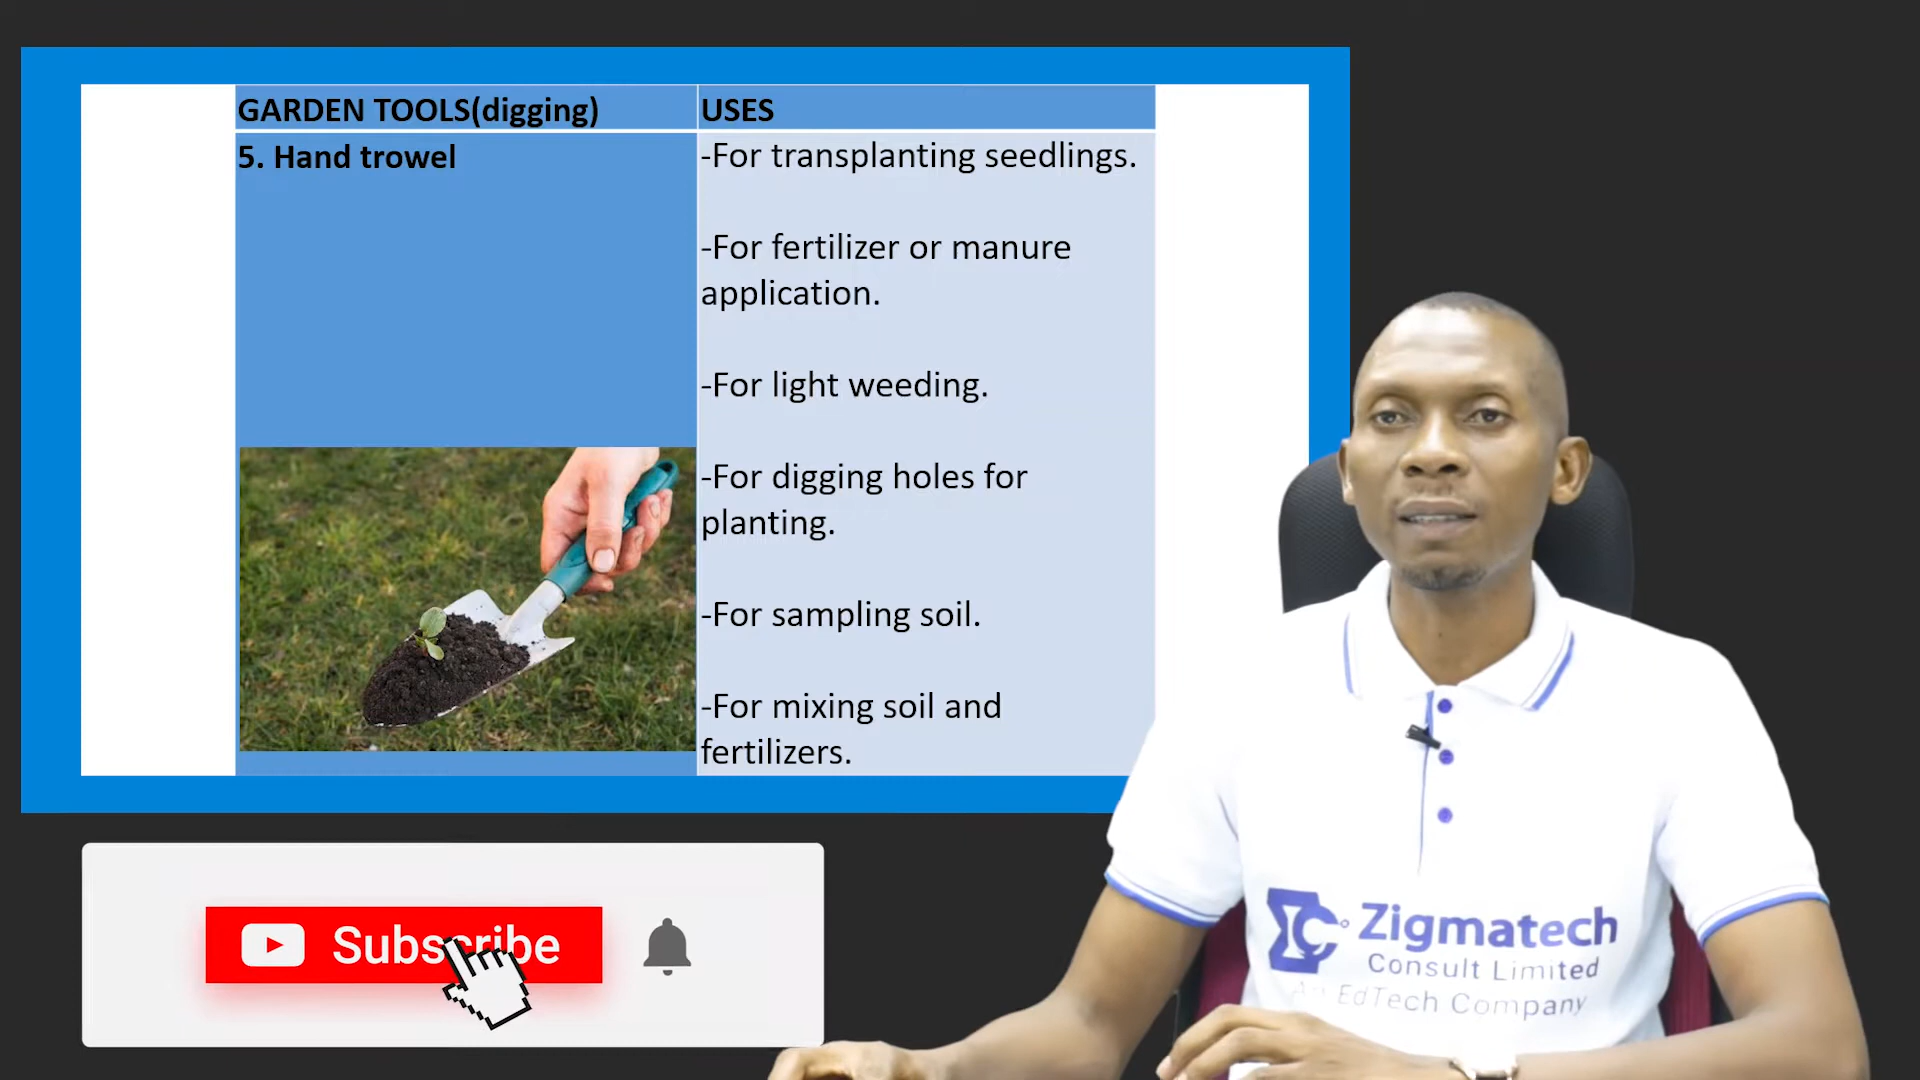 GARDEN TOOLS(digging)
USES
5. Hand trowel
-For transplanting seedlings.
-For fertilizer or manure
application.
-For light weeding.
-For digging holes for
planting.
-For sampling soil.
-For mixing soil and
fertilizers.
Subscribe
Zigmatech
Consult Limited
An EdTech Company